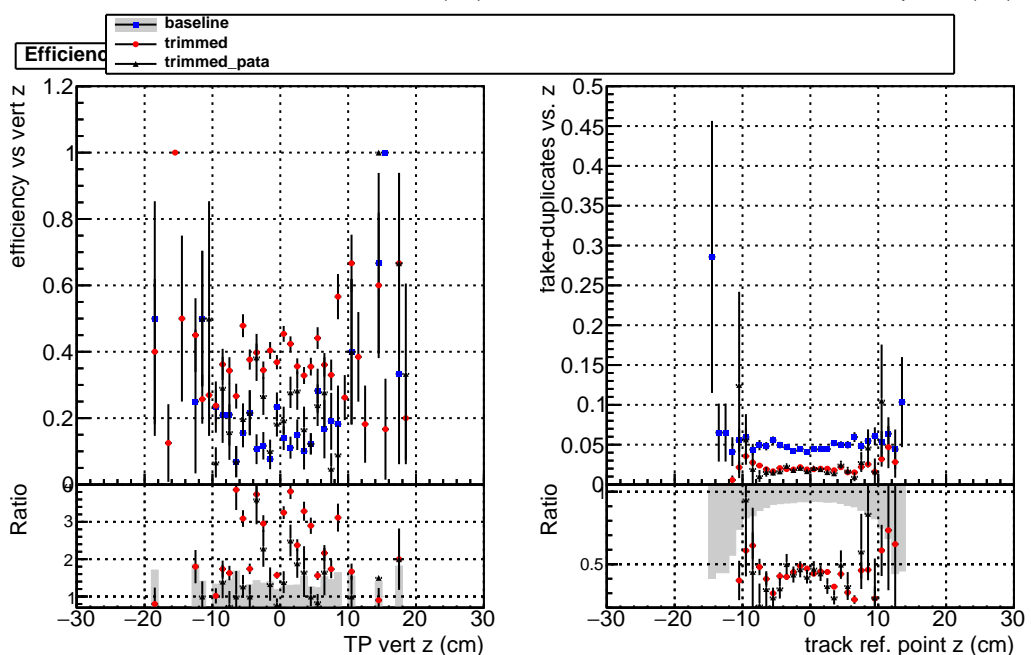 baseline
trimmed
trimmed_pata
Efficienc
efficiency vs vert z
1.2
1
0.8
0.6
0.4
0.2
0
Ratio
3
2
1
−30 −20 −10 0 10 20 30
TP vert z (cm)
fake+duplicates vs. z
0.5
0.45
0.4
0.35
0.3
0.25
0.2
0.15
0.1
0.05
0
Ratio
0.5
−30 −20 −10 0 10 20 30
track ref. point z (cm)